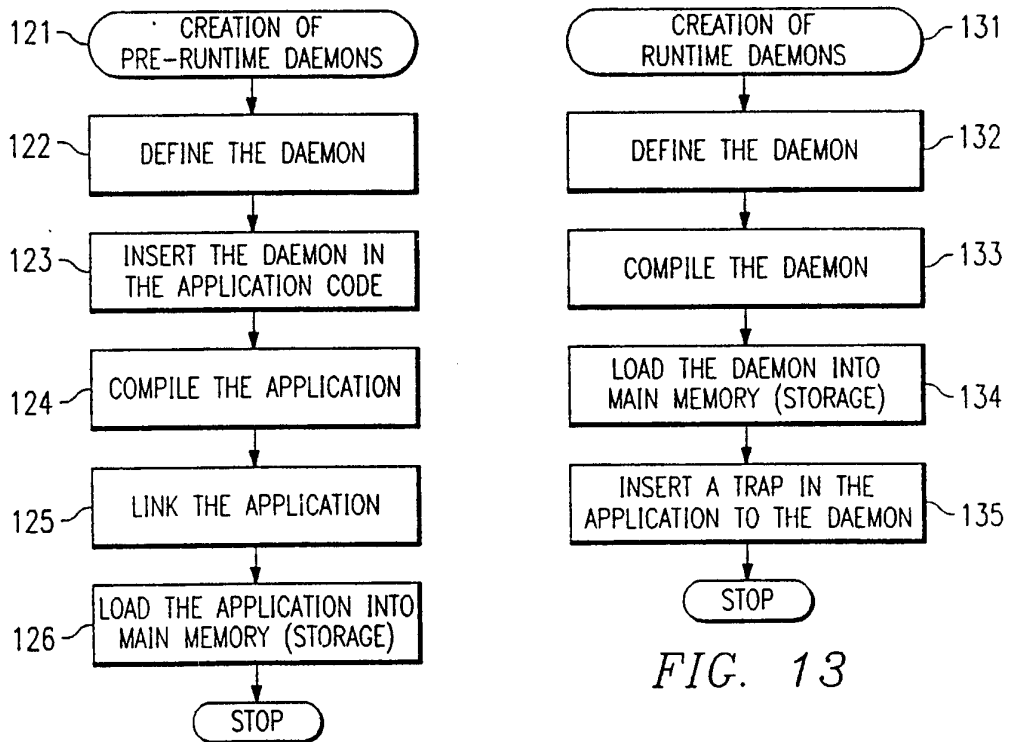 121
CREATION OF
PRE-RUNTIME DAEMONS
122
DEFINE THE DAEMON
123
INSERT THE DAEMON IN
THE APPLICATION CODE
124
COMPILE THE APPLICATION
125
LINK THE APPLICATION
126
LOAD THE APPLICATION INTO
MAIN MEMORY (STORAGE)
STOP
CREATION OF
RUNTIME DAEMONS
131
DEFINE THE DAEMON
132
COMPILE THE DAEMON
133
LOAD THE DAEMON INTO
MAIN MEMORY (STORAGE)
134
INSERT A TRAP IN THE
APPLICATION TO THE DAEMON
135
STOP
FIG. 13